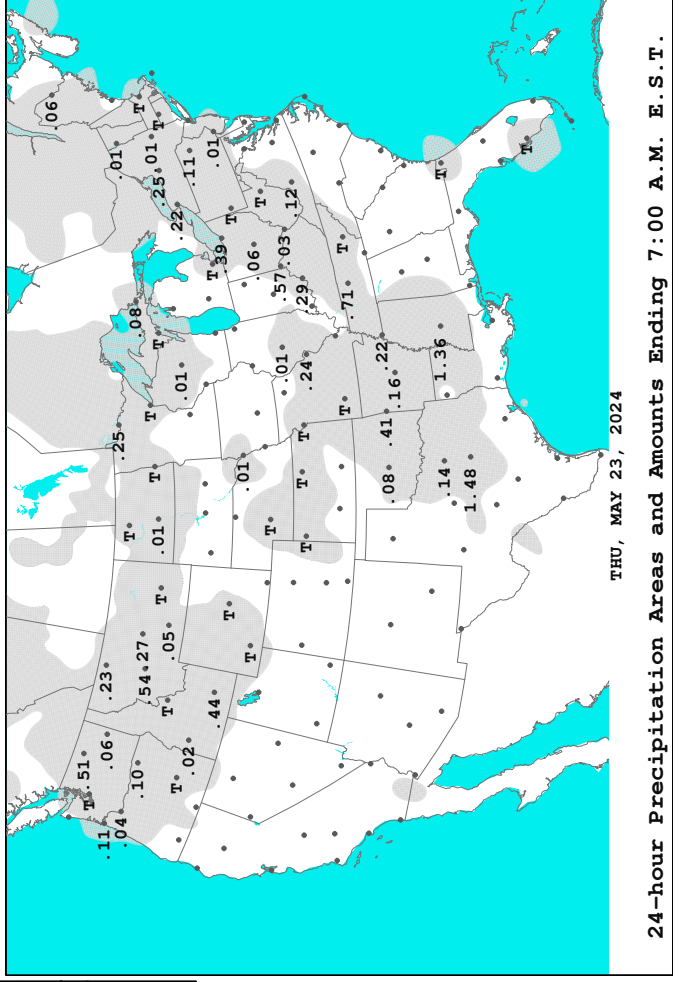 .06
.51
T
.11 .23
.06
.01
.25
.04
T
.10 .08 T
.27
.54
T .01
T
.01 T .25 T
T
T .05
T .22
.01
.02 .11
.44 T .01
.39
T T
.01
T
.06
T
T
.01 .57
.03
.12
T T .29
T .24
T T
.71
.22
.08 .41
.16
.14 1.36 T
1.48
T
THU, MAY 23, 2024
24-hour Precipitation Areas and Amounts Ending 7:00 A.M. E.S.T.